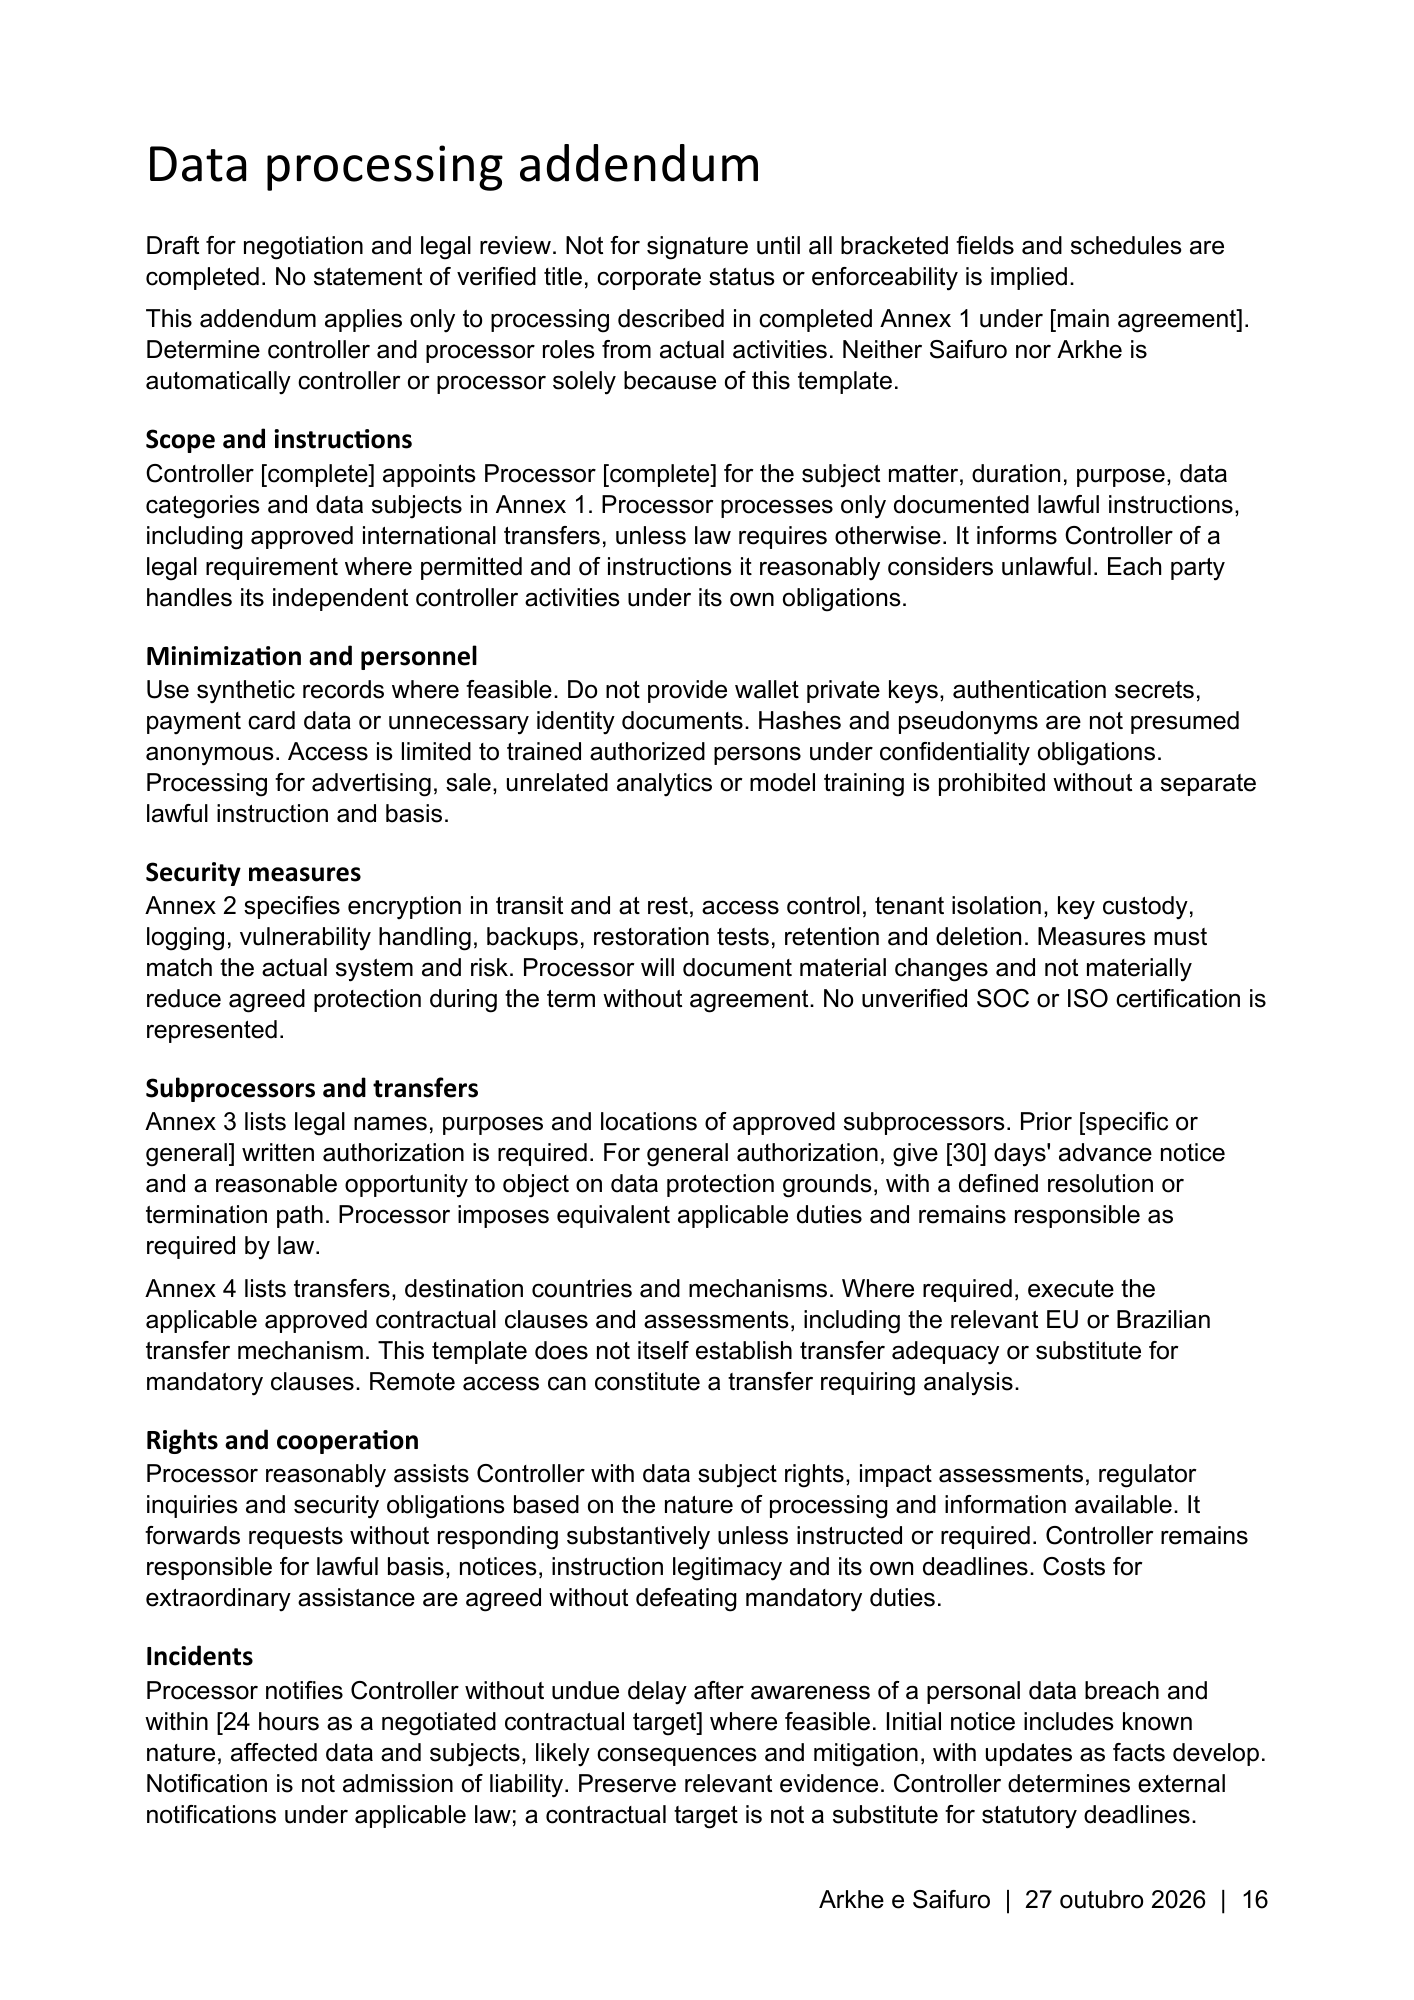 Data processing addendum
Draft for negotiation and legal review. Not for signature until all bracketed fields and schedules are
completed. No statement of verified title, corporate status or enforceability is implied.
This addendum applies only to processing described in completed Annex 1 under [main agreement].
Determine controller and processor roles from actual activities. Neither Saifuro nor Arkhe is
automatically controller or processor solely because of this template.
Scope and instructions
Controller [complete] appoints Processor [complete] for the subject matter, duration, purpose, data
categories and data subjects in Annex 1. Processor processes only documented lawful instructions,
including approved international transfers, unless law requires otherwise. It informs Controller of a
legal requirement where permitted and of instructions it reasonably considers unlawful. Each party
handles its independent controller activities under its own obligations.
Minimization and personnel
Use synthetic records where feasible. Do not provide wallet private keys, authentication secrets,
payment card data or unnecessary identity documents. Hashes and pseudonyms are not presumed
anonymous. Access is limited to trained authorized persons under confidentiality obligations.
Processing for advertising, sale, unrelated analytics or model training is prohibited without a separate
lawful instruction and basis.
Security measures
Annex 2 specifies encryption in transit and at rest, access control, tenant isolation, key custody,
logging, vulnerability handling, backups, restoration tests, retention and deletion. Measures must
match the actual system and risk. Processor will document material changes and not materially
reduce agreed protection during the term without agreement. No unverified SOC or ISO certification is
represented.
Subprocessors and transfers
Annex 3 lists legal names, purposes and locations of approved subprocessors. Prior [specific or
general] written authorization is required. For general authorization, give [30] days' advance notice
and a reasonable opportunity to object on data protection grounds, with a defined resolution or
termination path. Processor imposes equivalent applicable duties and remains responsible as
required by law.
Annex 4 lists transfers, destination countries and mechanisms. Where required, execute the
applicable approved contractual clauses and assessments, including the relevant EU or Brazilian
transfer mechanism. This template does not itself establish transfer adequacy or substitute for
mandatory clauses. Remote access can constitute a transfer requiring analysis.
Rights and cooperation
Processor reasonably assists Controller with data subject rights, impact assessments, regulator
inquiries and security obligations based on the nature of processing and information available. It
forwards requests without responding substantively unless instructed or required. Controller remains
responsible for lawful basis, notices, instruction legitimacy and its own deadlines. Costs for
extraordinary assistance are agreed without defeating mandatory duties.
Incidents
Processor notifies Controller without undue delay after awareness of a personal data breach and
within [24 hours as a negotiated contractual target] where feasible. Initial notice includes known
nature, affected data and subjects, likely consequences and mitigation, with updates as facts develop.
Notification is not admission of liability. Preserve relevant evidence. Controller determines external
notifications under applicable law; a contractual target is not a substitute for statutory deadlines.
Arkhe e Saifuro | 27 outubro 2026 | 16